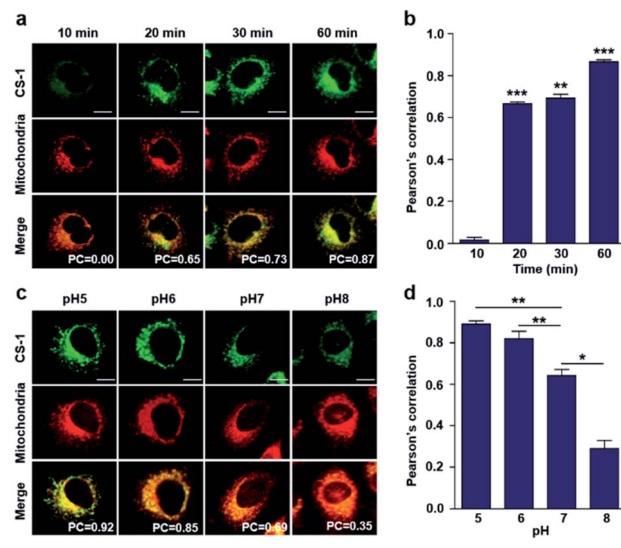 a
10 min 20 min 30 min 60 min
CS-1
Mitochondria
Merge
PC=0.00 PC=0.65 PC=0.73 PC=0.87
b
Pearson's correlation
1.0
0.8
0.6
0.4
0.2
0.0
*** ** ***
10 20 30 60
Time (min)
c
pH5 pH6 pH7 pH8
CS-1
Mitochondria
Merge
PC=0.92 PC=0.85 PC=0.69 PC=0.35
d
Pearson's correlation
1.0
0.8
0.6
0.4
0.2
0.0
**
**
*
5 6 7 8
pH